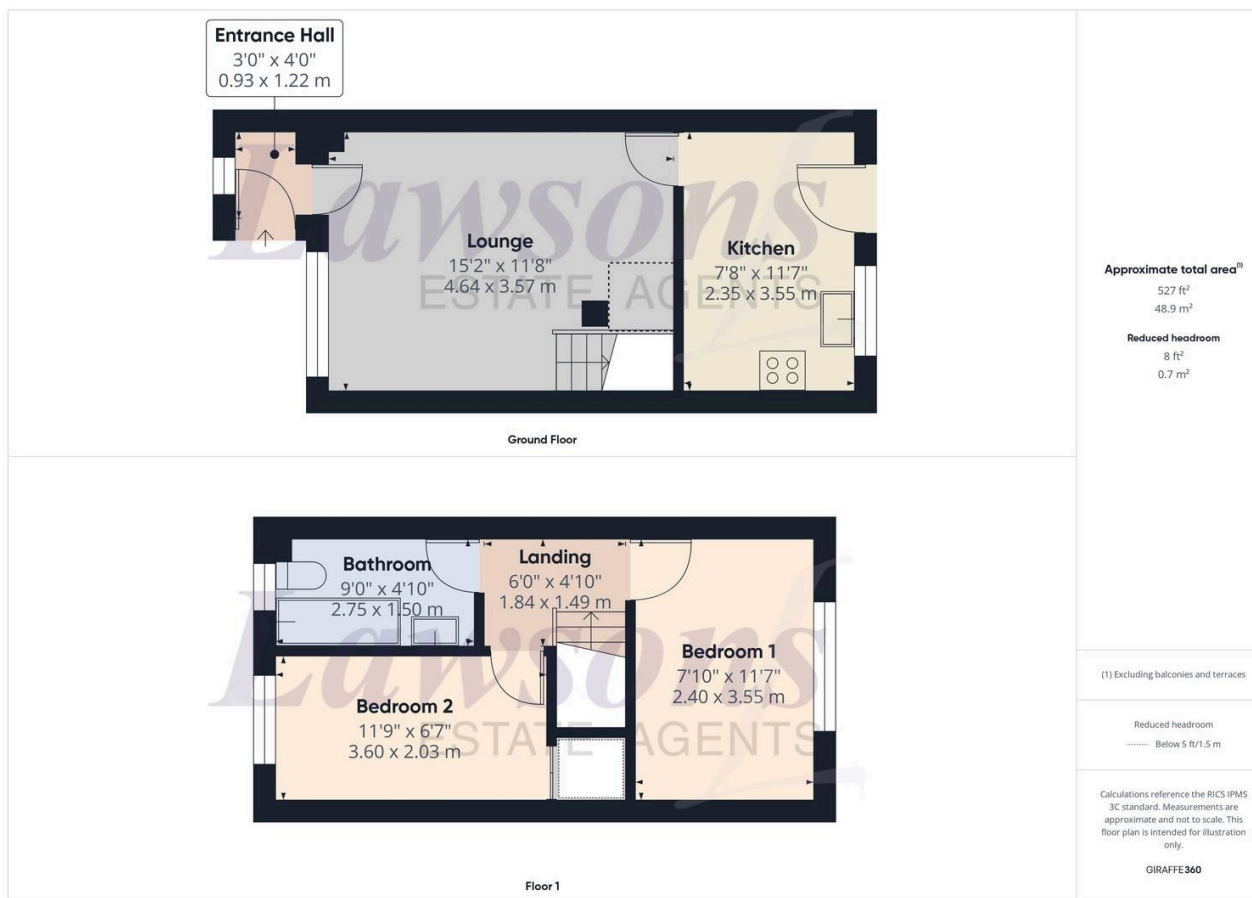 Entrance Hall
3'0" x 4'0"
0.93 x 1.22 m
Lawsons
ESTATE AGENTS
Lounge
15'2" x 11'8"
4.64 x 3.57 m
Kitchen
7'8" x 11'7"
2.35 x 3.55 m
Ground Floor
Bathroom
9'0" x 4'10"
2.75 x 1.50 m
Landing
6'0" x 4'10"
1.84 x 1.49 m
Lawsons
ESTATE AGENTS
Bedroom 1
7'10" x 11'7"
2.40 x 3.55 m
Bedroom 2
11'9" x 6'7"
3.60 x 2.03 m
Floor 1
Approximate total area(1)
527 ft²
48.9 m²
Reduced headroom
8 ft²
0.7 m²
(1) Excluding balconies and terraces
Reduced headroom
Below 5 ft/1.5 m
Calculations reference the RICS IPMS
3C standard. Measurements are
approximate and not to scale. This
floor plan is intended for illustration
only.
GIRAFFE360